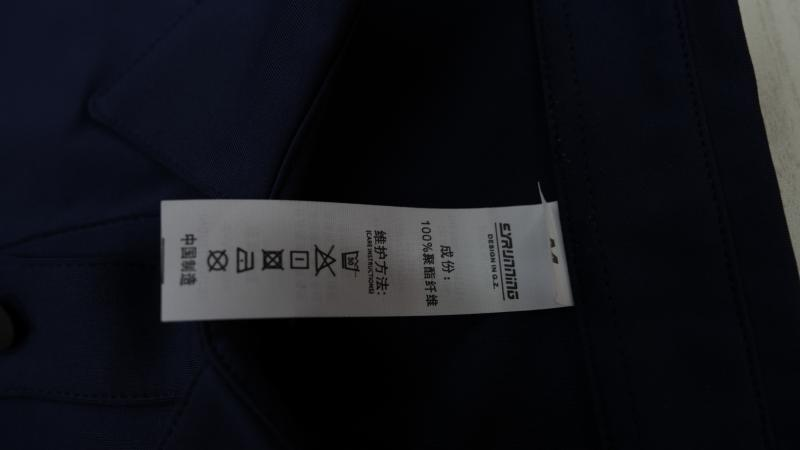 SYRUNNING
DESIGN IN G.Z.
成份：
100%聚酯纤维
维护方法：
(CARE INSTRUCTIONS)
中国制造